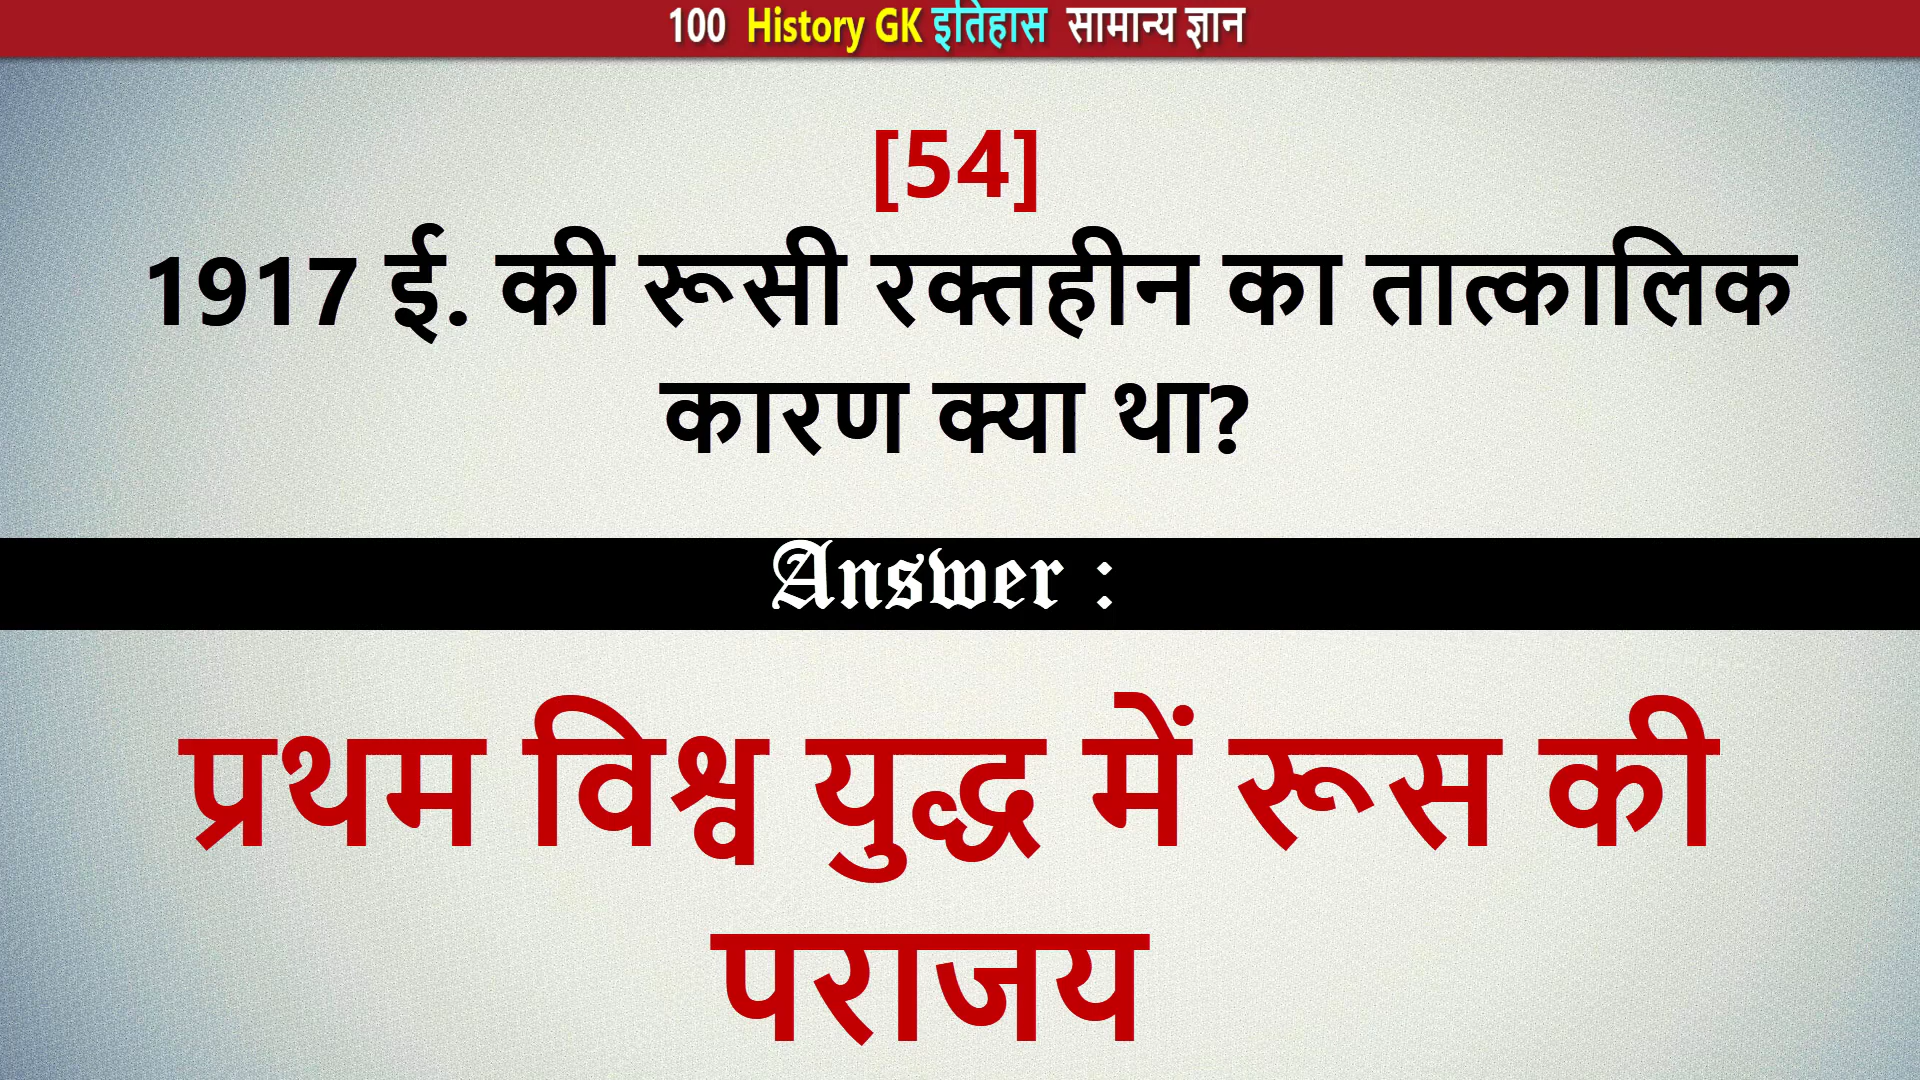 100 History GK इतिहास सामान्य ज्ञान
[54]
1917 ई. की रूसी रक्तहीन का तात्कालिक
कारण क्या था?
Answer :
प्रथम विश्व युद्ध में रूस की
पराजय